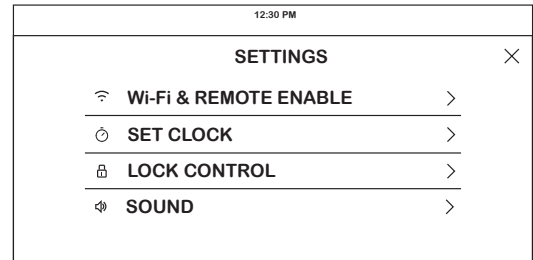 12:30 PM
SETTINGS
Wi-Fi & REMOTE ENABLE
SET CLOCK
LOCK CONTROL
SOUND